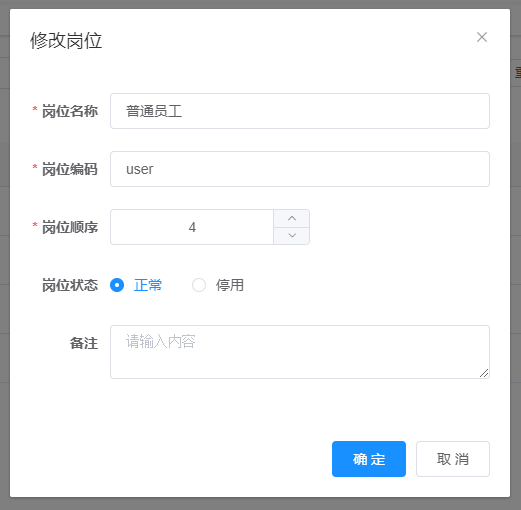 修改岗位
* 岗位名称 普通员工
* 岗位编码 user
* 岗位顺序 4
岗位状态 正常 停用
备注 请输入内容
确 定 取 消